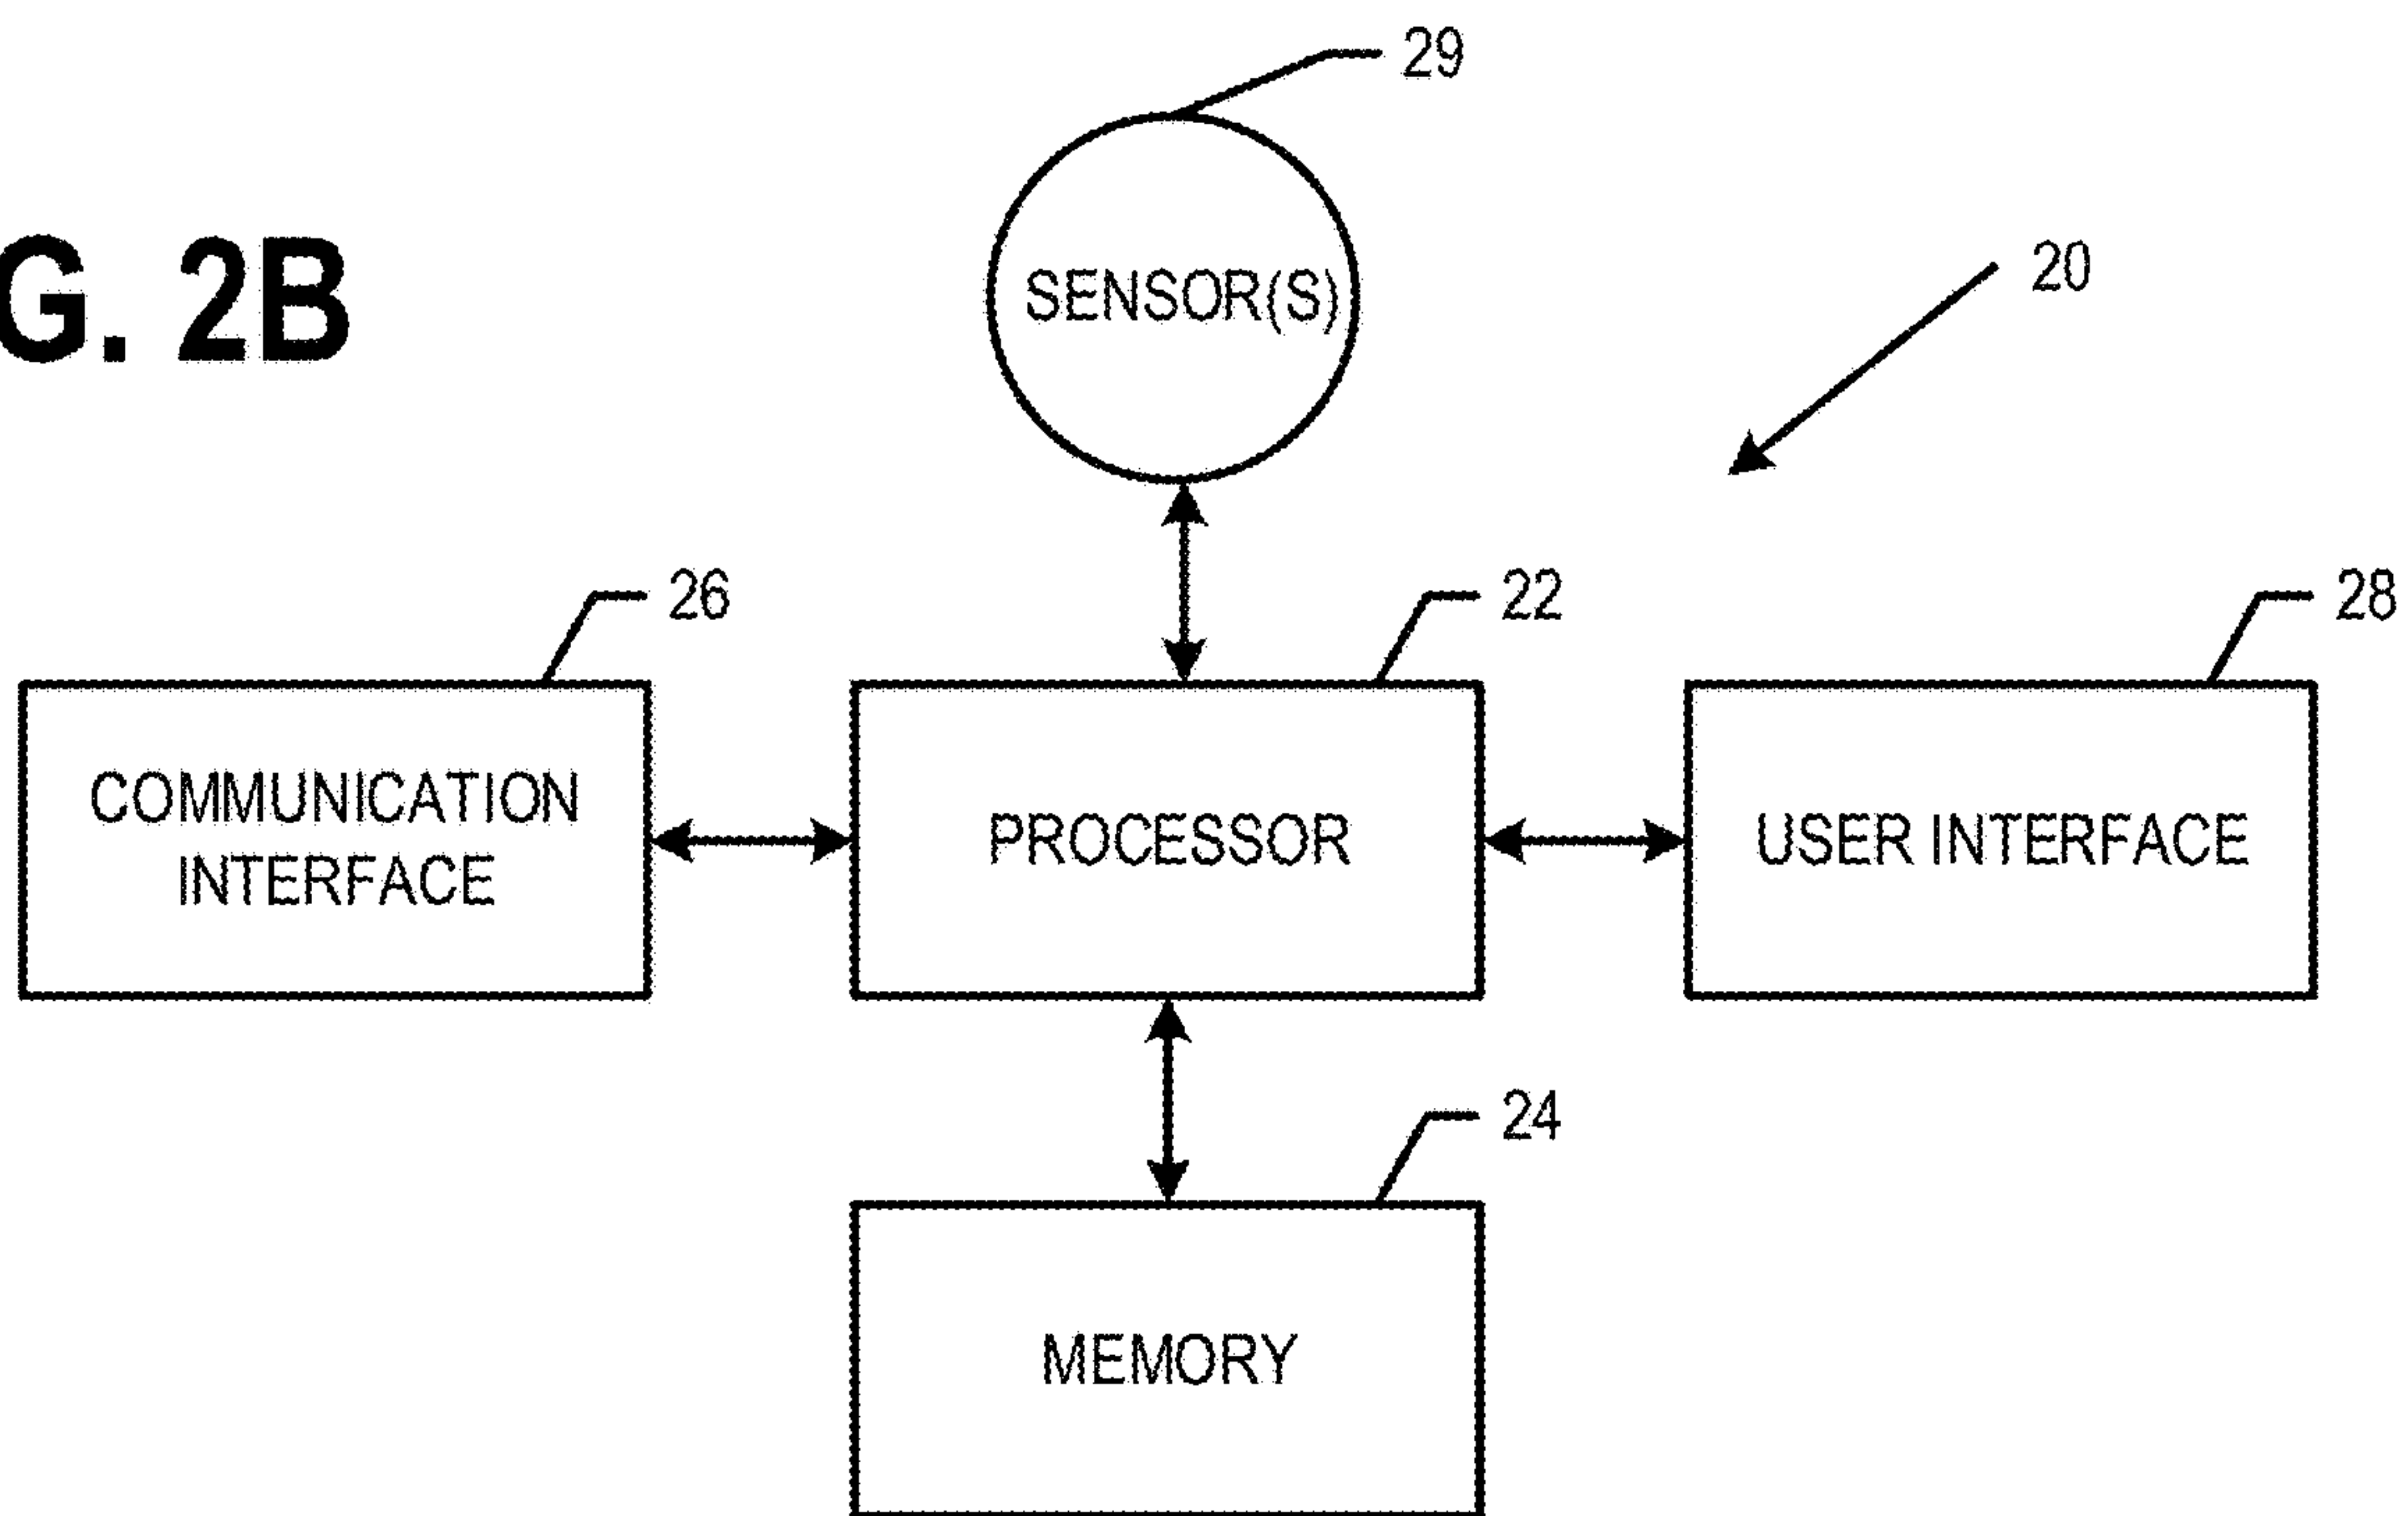 29
G. 2B
SENSOR(S)
20
26
22
28
COMMUNICATION
INTERFACE
PROCESSOR
USER INTERFACE
24
MEMORY